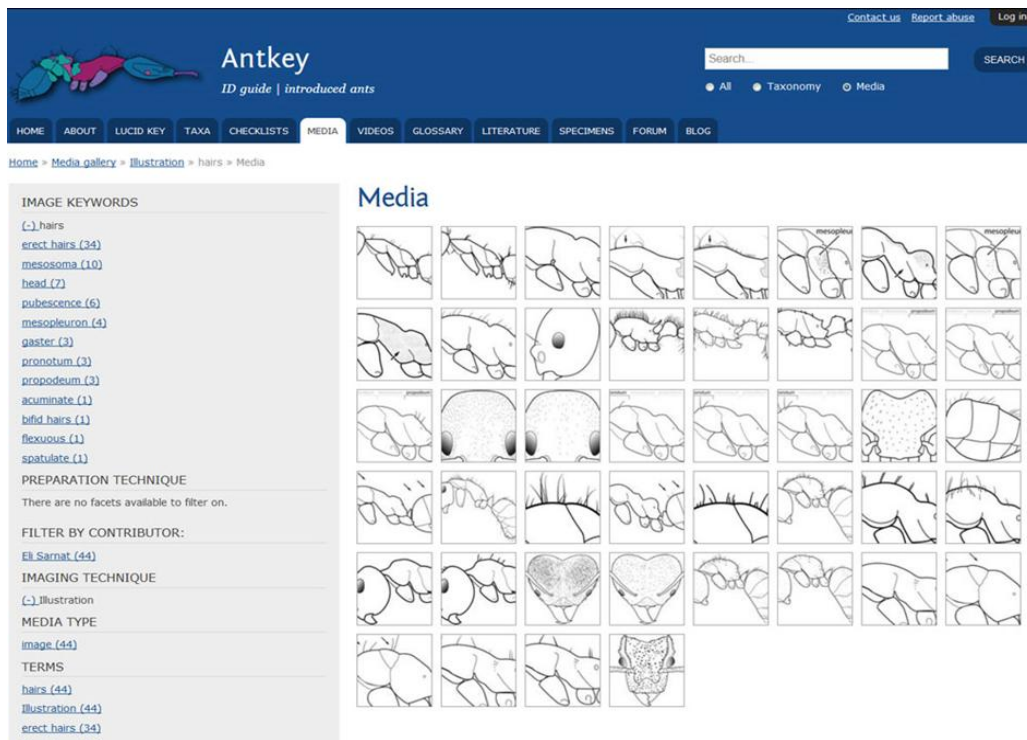 Contact us Report abuse Log in
Antkey
ID guide | introduced ants
Search...
SEARCH
All Taxonomy Media
HOME ABOUT LUCID KEY TAXA CHECKLISTS MEDIA VIDEOS GLOSSARY LITERATURE SPECIMENS FORUM BLOG
Home » Media gallery » Illustration » hairs » Media
IMAGE KEYWORDS
(-) hairs
erect hairs (34)
mesosoma (10)
head (7)
pubescence (6)
mesopleuron (4)
gaster (3)
pronotum (3)
propodeum (3)
acuminate (1)
bifid hairs (1)
flexuous (1)
spatulate (1)
PREPARATION TECHNIQUE
There are no facets available to filter on.
FILTER BY CONTRIBUTOR:
Eli Sarnat (44)
IMAGING TECHNIQUE
(-) Illustration
MEDIA TYPE
image (44)
TERMS
hairs (44)
Illustration (44)
erect hairs (34)
Media
mesopleu
mesopleu
propodeum
propodeum
propodeum